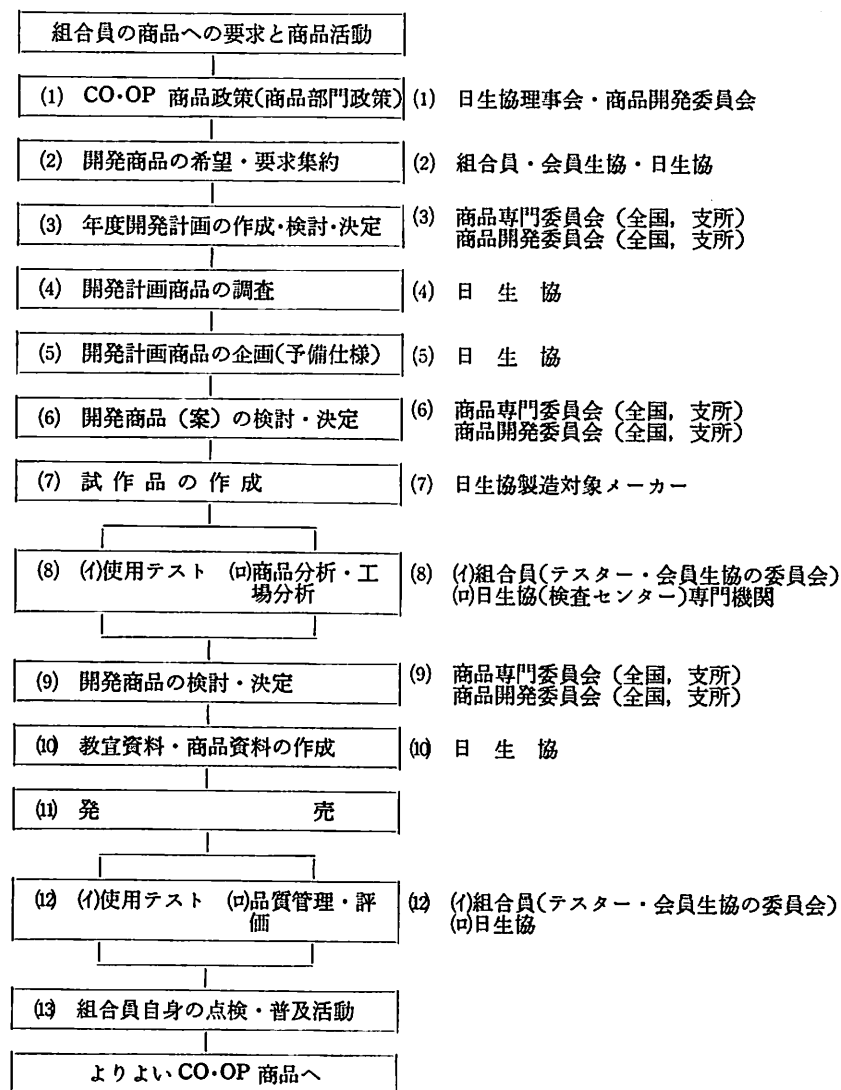 組合員の商品への要求と商品活動
(1) CO・OP 商品政策(商品部門政策) (1) 日生協理事会・商品開発委員会
(2) 開発商品の希望・要求集約 (2) 組合員・会員生協・日生協
(3) 年度開発計画の作成・検討・決定 (3) 商品専門委員会(全国,支所)
商品開発委員会(全国,支所)
(4) 開発計画商品の調査 (4) 日生協
(5) 開発計画商品の企画(予備仕様) (5) 日生協
(6) 開発商品(案)の検討・決定 (6) 商品専門委員会(全国,支所)
商品開発委員会(全国,支所)
(7) 試作品の作成 (7) 日生協製造対象メーカー
(8) (イ)使用テスト (ロ)商品分析・工 (8) (イ)組合員(テスター・会員生協の委員会)
場分析 (ロ)日生協(検査センター)専門機関
(9) 開発商品の検討・決定 (9) 商品専門委員会(全国,支所)
商品開発委員会(全国,支所)
(10) 教宣資料・商品資料の作成 (10) 日生協
(11) 発売
(12) (イ)使用テスト (ロ)品質管理・評 (12) (イ)組合員(テスター・会員生協の委員会)
価 (ロ)日生協
(13) 組合員自身の点検・普及活動
よりよい CO・OP 商品へ